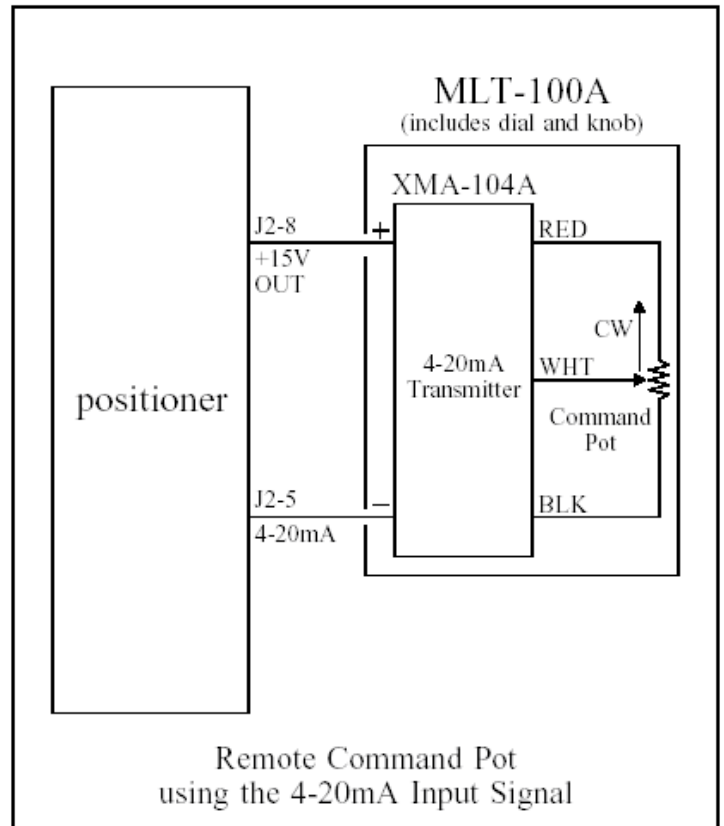 MLT-100A
(includes dial and knob)
XMA-104A
J2-8
+
RED
+15V
OUT
CW
positioner
4-20mA
Transmitter
WHT
Command
Pot
J2-5
−
BLK
4-20mA
Remote Command Pot
using the 4-20mA Input Signal